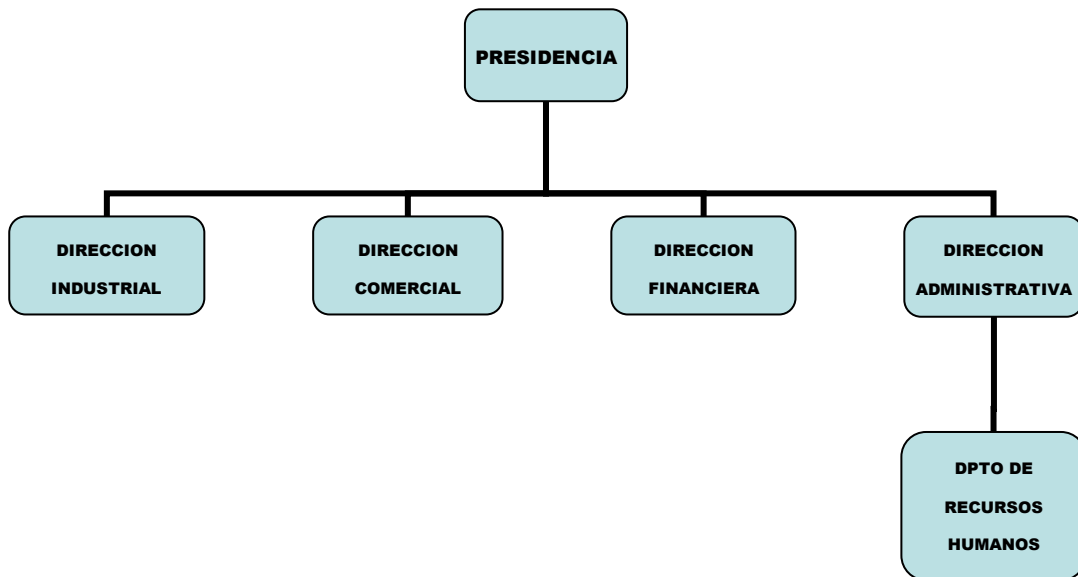 PRESIDENCIA
DIRECCION
INDUSTRIAL
DIRECCION
COMERCIAL
DIRECCION
FINANCIERA
DIRECCION
ADMINISTRATIVA
DPTO DE
RECURSOS
HUMANOS